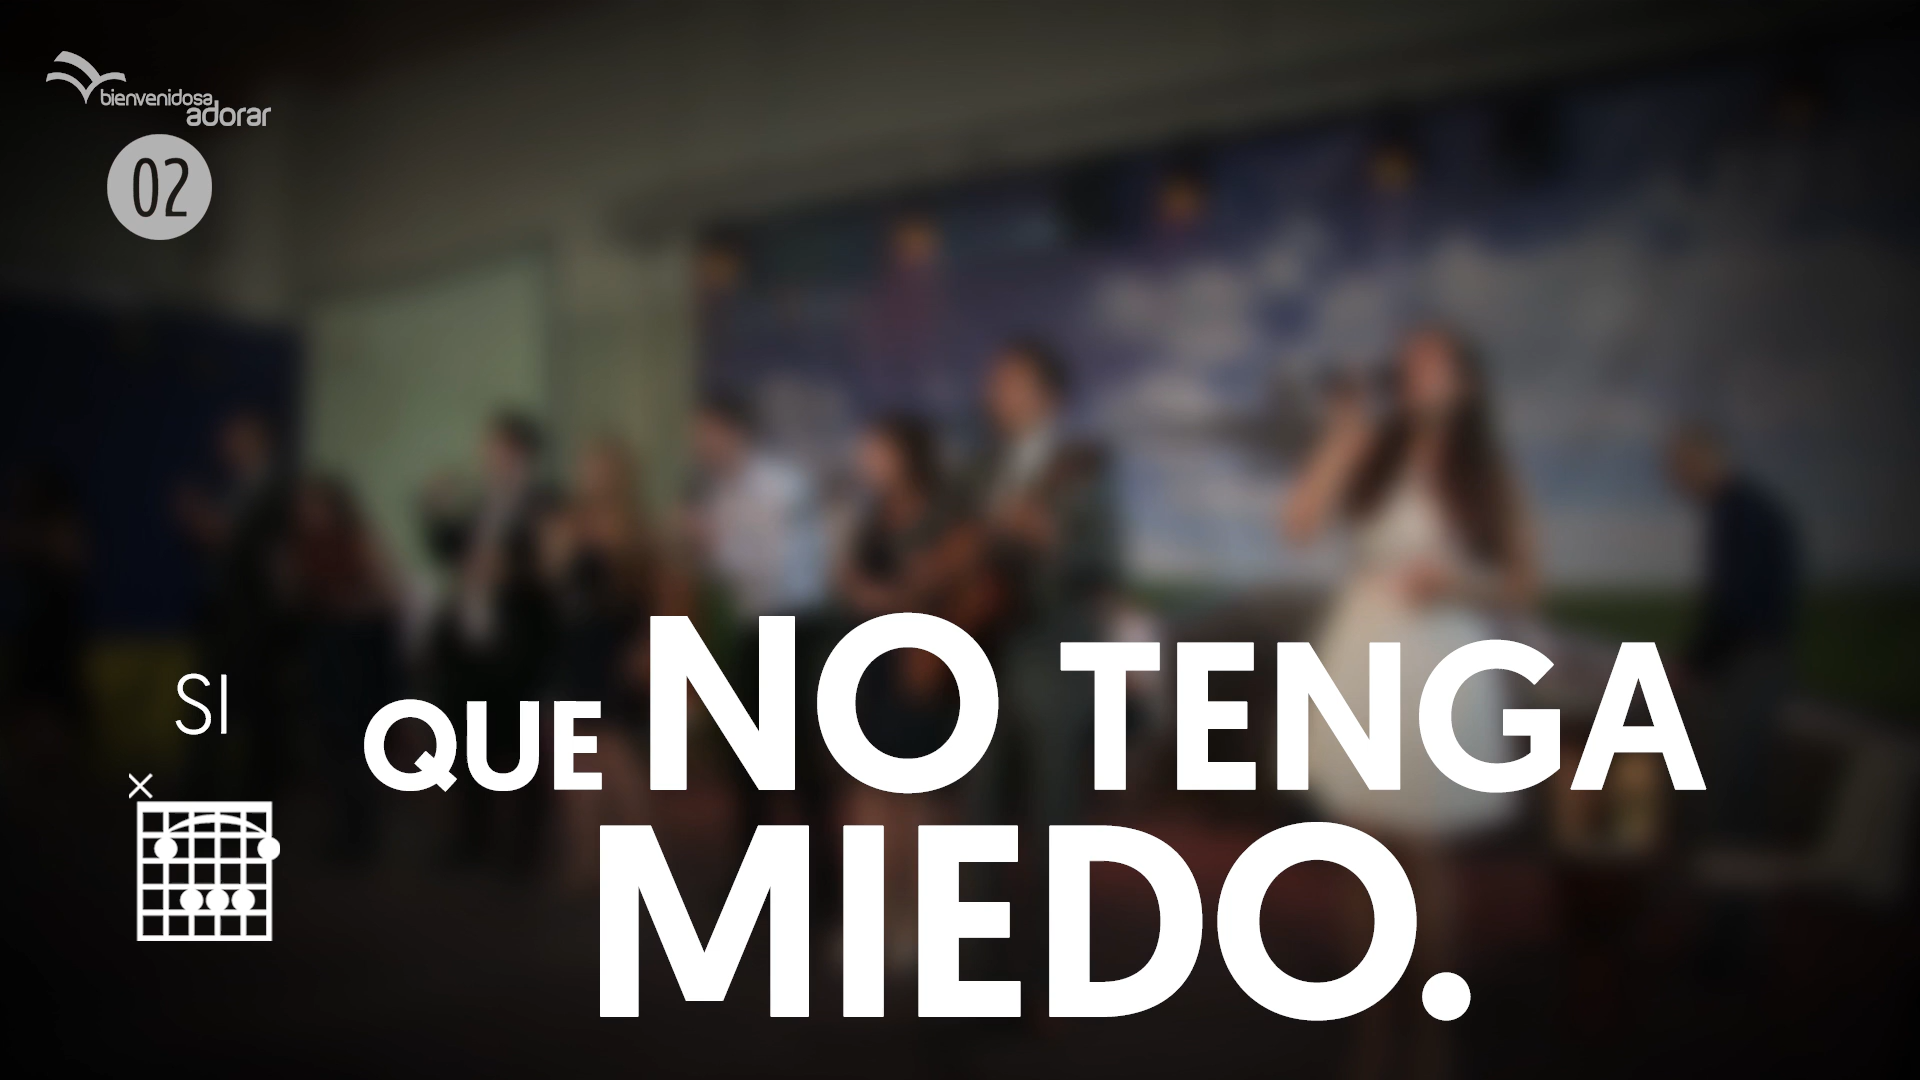 bienvenidosa
adorar
02
SI
x
QUE NO TENGA
MIEDO.